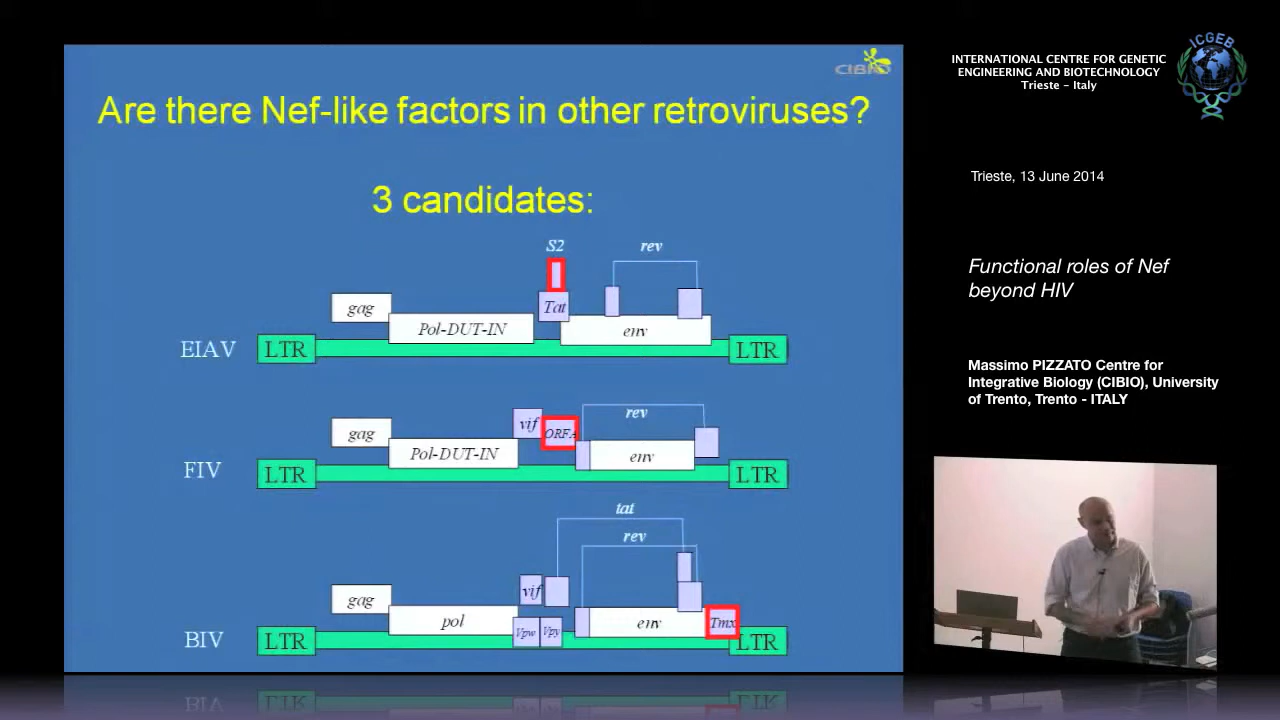 CIBIO
Are there Nef-like factors in other retroviruses?
3 candidates:
S2
rev
gag
Tat
Pol-DUT-IN
env
EIAV
LTR
LTR
vif
ORFA
rev
gag
Pol-DUT-IN
env
FIV
LTR
LTR
tat
rev
vif
gag
pol
Vpw
Vpy
env
Tmx
BIV
LTR
LTR
INTERNATIONAL CENTRE FOR GENETIC
ENGINEERING AND BIOTECHNOLOGY
Trieste - Italy
ICGEB
Trieste, 13 June 2014
Functional roles of Nef
beyond HIV
Massimo PIZZATO Centre for
Integrative Biology (CIBIO), University
of Trento, Trento - ITALY